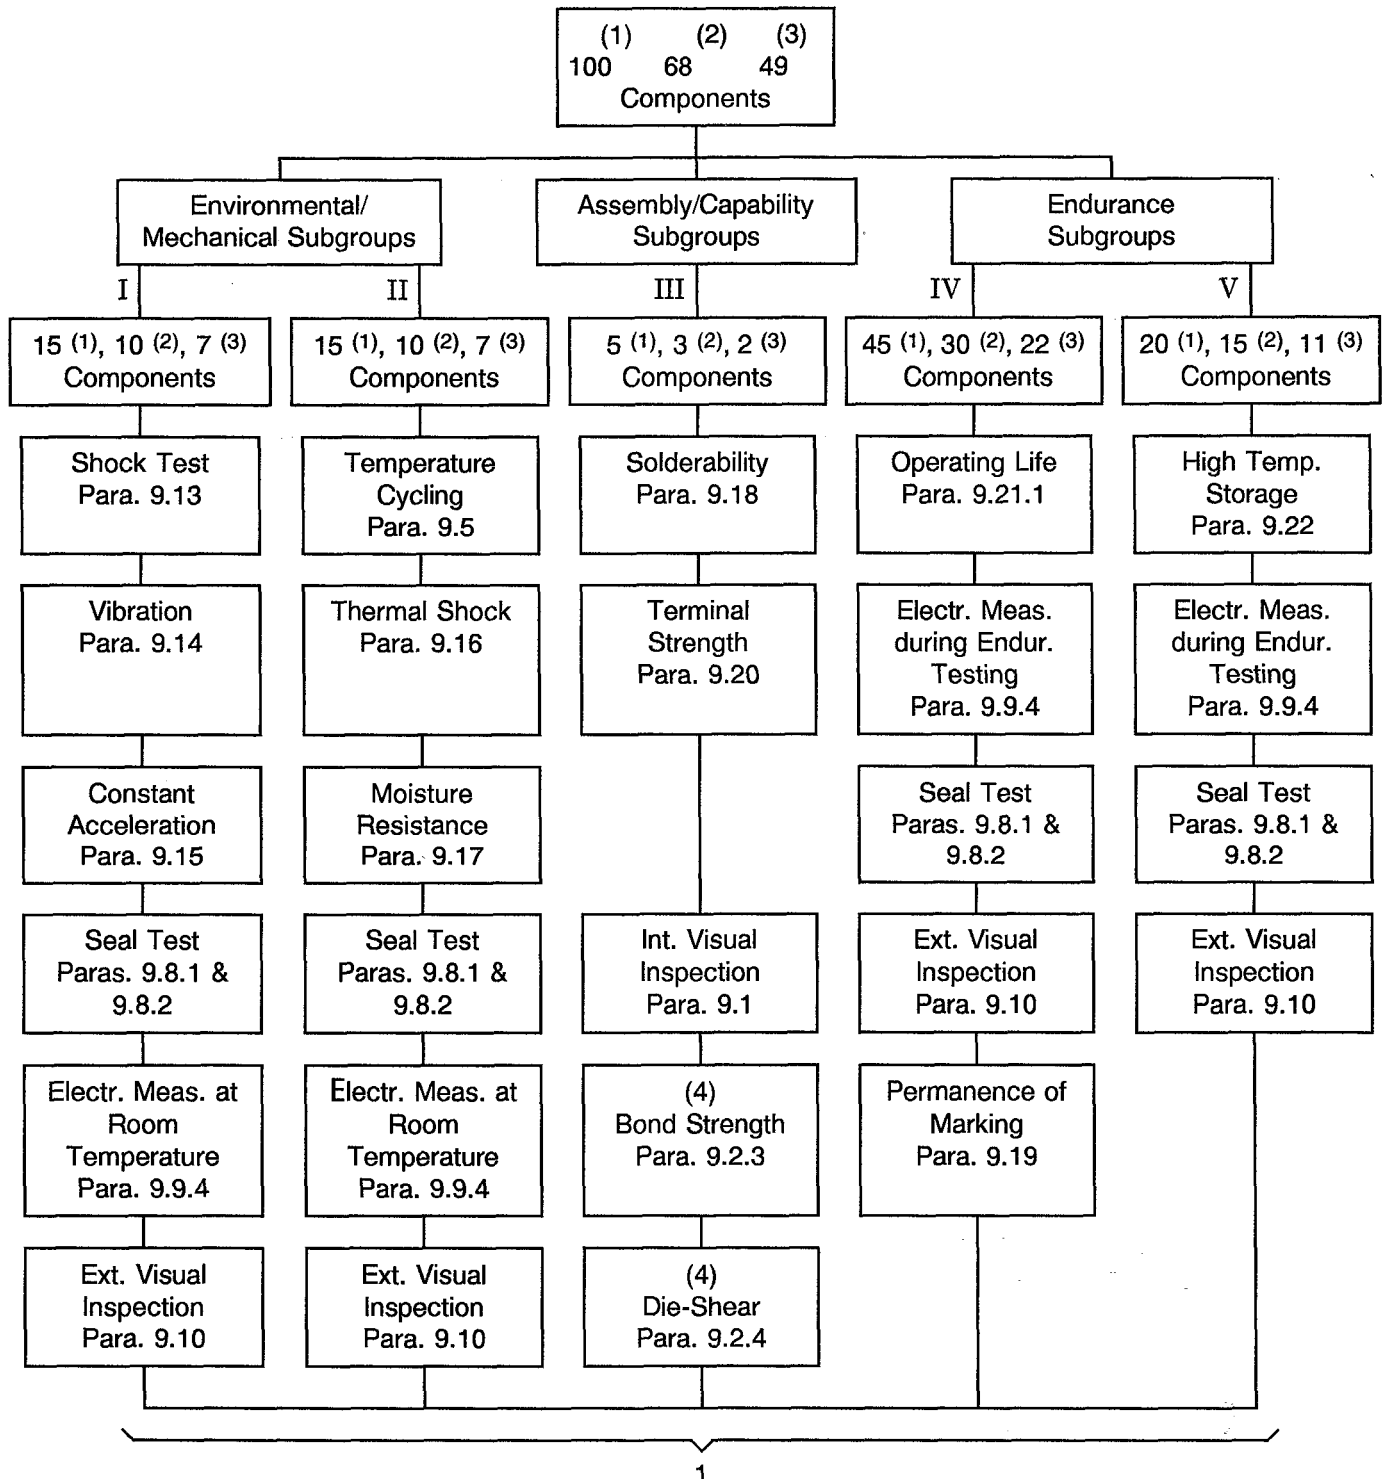 (1) (2) (3)
100 68 49
Components
Environmental/
Mechanical Subgroups
Assembly/Capability
Subgroups
Endurance
Subgroups
I
II
III
IV
V
15 (1), 10 (2), 7 (3)
Components
15 (1), 10 (2), 7 (3)
Components
5 (1), 3 (2), 2 (3)
Components
45 (1), 30 (2), 22 (3)
Components
20 (1), 15 (2), 11 (3)
Components
Shock Test
Para. 9.13
Temperature
Cycling
Para. 9.5
Solderability
Para. 9.18
Operating Life
Para. 9.21.1
High Temp.
Storage
Para. 9.22
Vibration
Para. 9.14
Thermal Shock
Para. 9.16
Terminal
Strength
Para. 9.20
Electr. Meas.
during Endur.
Testing
Para. 9.9.4
Electr. Meas.
during Endur.
Testing
Para. 9.9.4
Constant
Acceleration
Para. 9.15
Moisture
Resistance
Para. 9.17
Seal Test
Paras. 9.8.1 &
9.8.2
Seal Test
Paras. 9.8.1 &
9.8.2
Seal Test
Paras. 9.8.1 &
9.8.2
Seal Test
Paras. 9.8.1 &
9.8.2
Int. Visual
Inspection
Para. 9.1
Ext. Visual
Inspection
Para. 9.10
Ext. Visual
Inspection
Para. 9.10
Electr. Meas. at
Room
Temperature
Para. 9.9.4
Electr. Meas. at
Room
Temperature
Para. 9.9.4
(4)
Bond Strength
Para. 9.2.3
Permanence of
Marking
Para. 9.19
Ext. Visual
Inspection
Para. 9.10
Ext. Visual
Inspection
Para. 9.10
(4)
Die-Shear
Para. 9.2.4
1